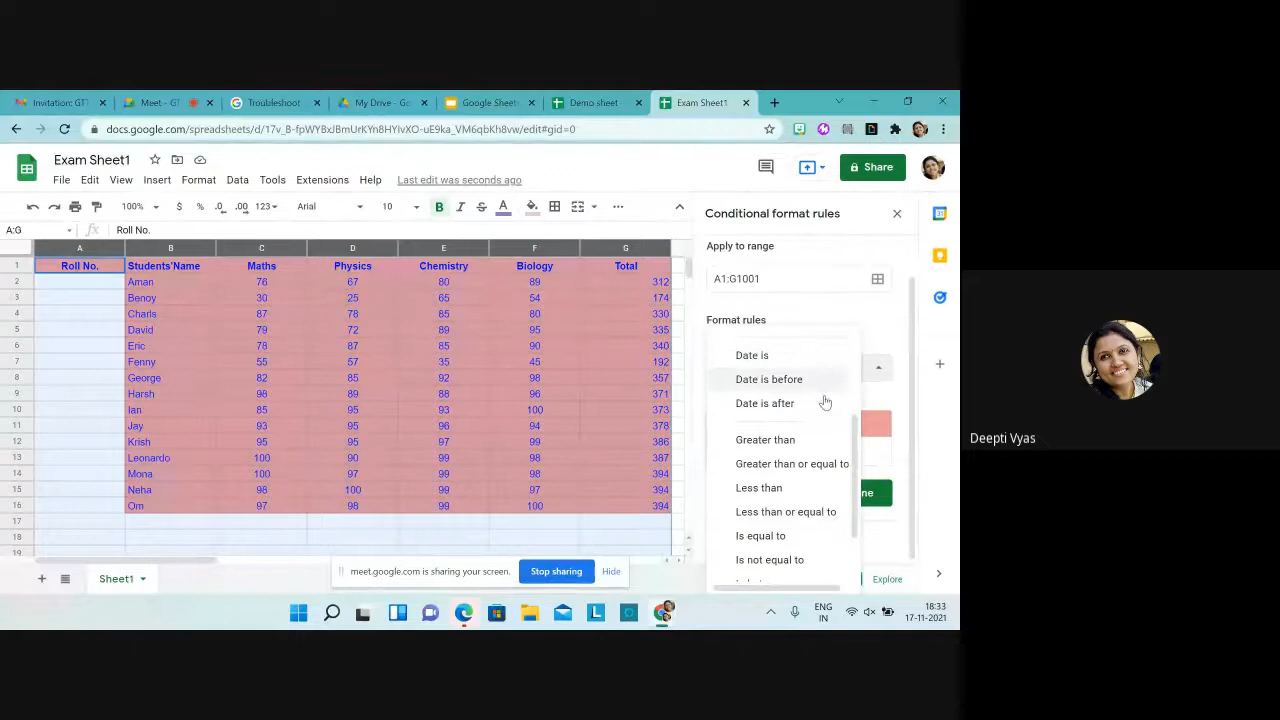 Invitation: GT
Meet - GT
Troubleshoot
My Drive - Go
Google Sheet
Demo sheet -
Exam Sheet1
docs.google.com/spreadsheets/d/17v_B-fpWYBxJBmUrKYn8HYIvXO-uE9ka_VM6qbKh8vw/edit#gid=0
Exam Sheet1
Share
File Edit View Insert Format Data Tools Extensions Help Last edit was seconds ago
100% $ % .0 .00 123 Arial 10 B I S A
A:G fx Roll No.
A B C D E F G
1 Roll No. Students'Name Maths Physics Chemistry Biology Total
2 Aman 76 67 80 89 312
3 Benoy 30 25 65 54 174
4 Charls 87 78 85 80 330
5 David 79 72 89 95 335
6 Eric 78 87 85 90 340
7 Fenny 55 57 35 45 192
8 George 82 85 92 98 357
9 Harsh 98 89 88 96 371
10 Ian 85 95 93 100 373
11 Jay 93 95 96 94 378
12 Krish 95 95 97 99 386
13 Leonardo 100 90 99 98 387
14 Mona 100 97 99 98 394
15 Neha 98 100 99 97 394
16 Om 97 98 99 100 394
17
18
19
Conditional format rules
Apply to range
A1:G1001
Format rules
Date is
Date is before
Date is after
Greater than
Greater than or equal to
Less than
Less than or equal to
Is equal to
Is not equal to
ne
Sheet1
meet.google.com is sharing your screen.
Stop sharing
Hide
Explore
ENG
IN
18:33
17-11-2021
Deepti Vyas